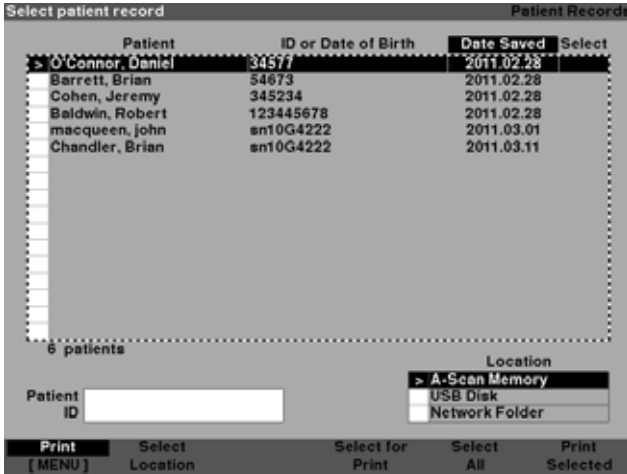 Select patient record Patient Records
Patient ID or Date of Birth Date Saved Select
> O'Connor, Daniel 34577 2011.02.28
Barrett, Brian 54673 2011.02.28
Cohen, Jeremy 345234 2011.02.28
Baldwin, Robert 123445678 2011.02.28
macqueen, john sn10G4222 2011.03.01
Chandler, Brian sn10G4222 2011.03.11
6 patients
Location
> A-Scan Memory
USB Disk
Network Folder
Patient
ID
Print Select Select for Select Print
[MENU] Location Print All Selected